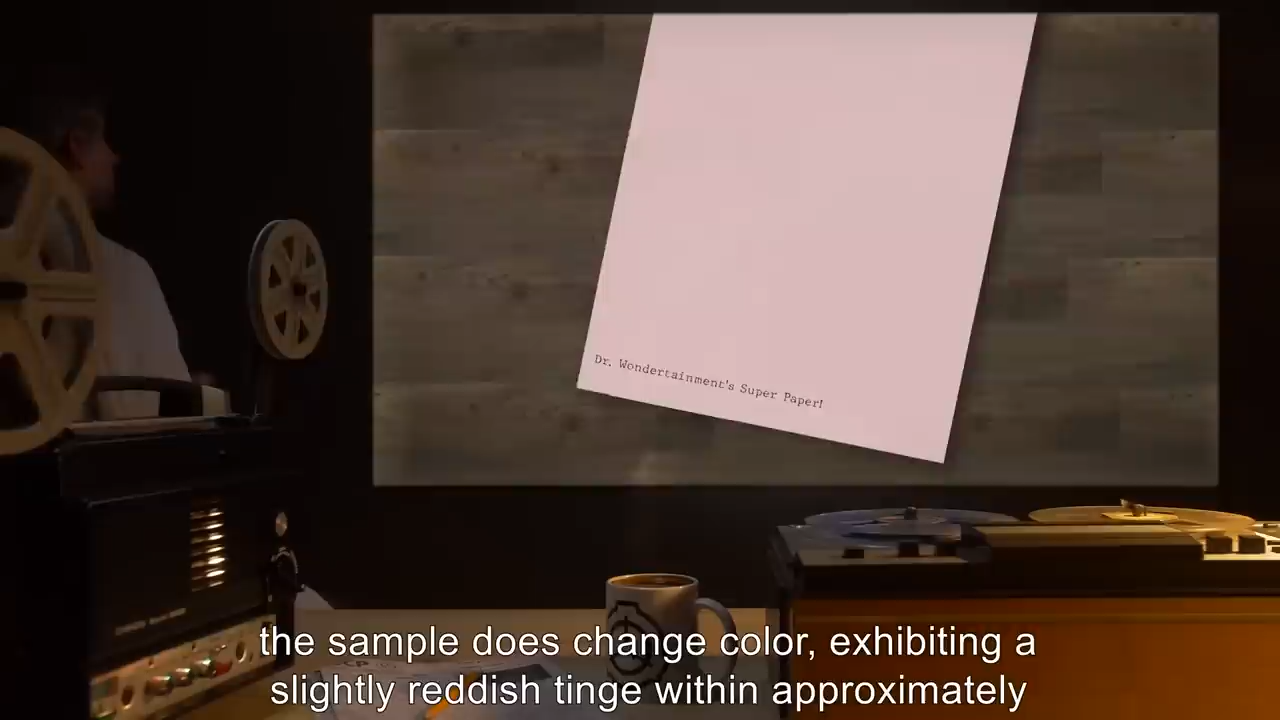 Dr. Wondertainment's Super Paper!
the sample does change color, exhibiting a
slightly reddish tinge within approximately